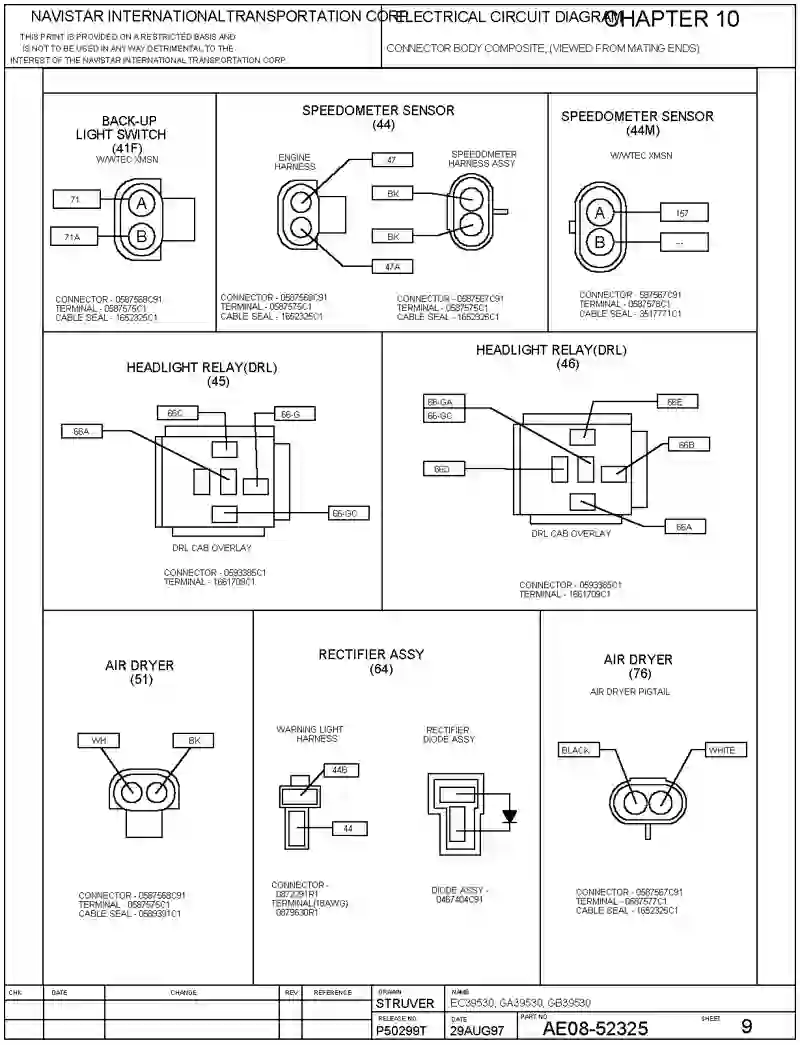 NAVISTAR INTERNATIONAL TRANSPORTATION CORP
ELECTRICAL CIRCUIT DIAGRAM
CHAPTER 10
THIS PRINT IS PROVIDED ON A RESTRICTED BASIS AND
IS NOT TO BE USED IN ANY WAY DETRIMENTAL TO THE
INTEREST OF THE NAVISTAR INTERNATIONAL TRANSPORTATION CORP
CONNECTOR BODY COMPOSITE, (VIEWED FROM MATING ENDS)
BACK-UP
LIGHT SWITCH
(41F)
W/WTEC XMSN
71
A
71A
B
CONNECTOR - 0587568C91
TERMINAL - 0587575C1
CABLE SEAL - 1652325C1
SPEEDOMETER SENSOR
(44)
ENGINE
HARNESS
47
SPEEDOMETER
HARNESS ASSY
BK
BK
47A
CONNECTOR - 0587568C91
TERMINAL - 0587575C1
CABLE SEAL - 1652325C1
CONNECTOR - 0587567C91
TERMINAL - 0587575C1
CABLE SEAL - 1652325C1
SPEEDOMETER SENSOR
(44M)
W/WTEC XMSN
A
167
B
---
CONNECTOR - 587567C91
TERMINAL - 0587576C1
CABLE SEAL - 3517771C1
HEADLIGHT RELAY(DRL)
(45)
66C
66-G
66A
66-GC
DRL CAB OVERLAY
CONNECTOR - 0593385C1
TERMINAL - 1661709C1
HEADLIGHT RELAY(DRL)
(46)
66-GA
66-GC
66E
66B
66D
66A
DRL CAB OVERLAY
CONNECTOR - 0593385C1
TERMINAL - 1661709C1
AIR DRYER
(51)
WH
BK
CONNECTOR - 0587568C91
TERMINAL 0587575C1
CABLE SEAL - 0589391C1
RECTIFIER ASSY
(64)
WARNING LIGHT
HARNESS
RECTIFIER
DIODE ASSY
44B
44
CONNECTOR -
0872291R1
TERMINAL(18AWG)
0879630R1
DIODE ASSY -
0467404C91
AIR DRYER
(76)
AIR DRYER PIGTAIL
BLACK
WHITE
CONNECTOR - 0587567C91
TERMINAL - 0587577C1
CABLE SEAL - 1652325C1
CHK
DATE
CHANGE
REV
REFERENCE
DRAWN
STRUVER
NAME
EC39530, GA39530, GB39530
RELEASE NO.
P50299T
DATE
29AUG97
PART NO
AE08-52325
SHEET
9